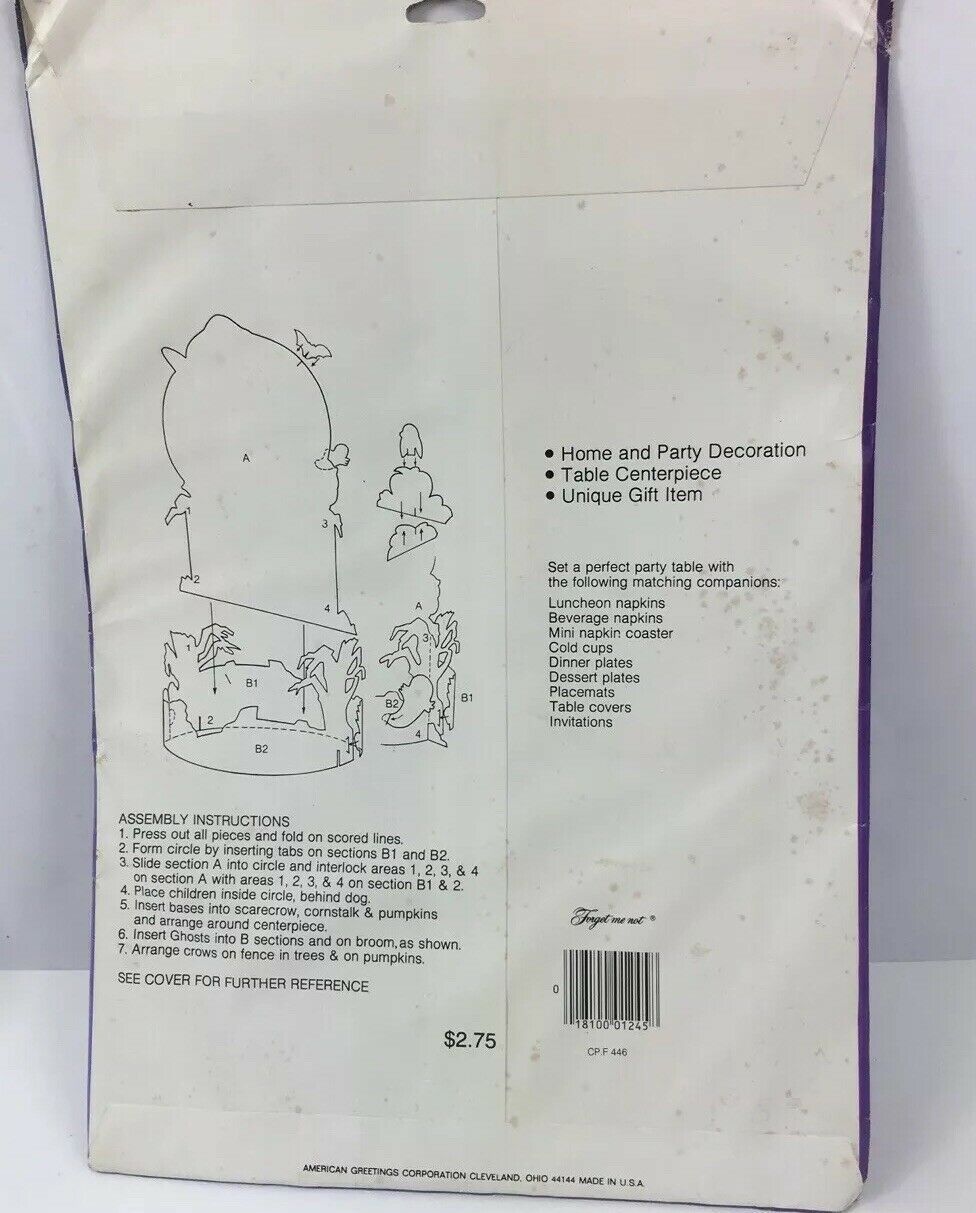 A
1
3
2
4
1
B1
2
B2
A
3
B2
B1
4
ASSEMBLY INSTRUCTIONS
1. Press out all pieces and fold on scored lines.
2. Form circle by inserting tabs on sections B1 and B2.
3. Slide section A into circle and interlock areas 1, 2, 3, & 4
on section A with areas 1, 2, 3, & 4 on section B1 & 2.
4. Place children inside circle, behind dog.
5. Insert bases into scarecrow, cornstalk & pumpkins
and arrange around centerpiece.
6. Insert Ghosts into B sections and on broom, as shown.
7. Arrange crows on fence in trees & on pumpkins.
SEE COVER FOR FURTHER REFERENCE
$2.75
• Home and Party Decoration
• Table Centerpiece
• Unique Gift Item
Set a perfect party table with
the following matching companions:
Luncheon napkins
Beverage napkins
Mini napkin coaster
Cold cups
Dinner plates
Dessert plates
Placemats
Table covers
Invitations
Forget me not ®
0
18100 01245
CP.F 446
AMERICAN GREETINGS CORPORATION CLEVELAND, OHIO 44144 MADE IN U.S.A.